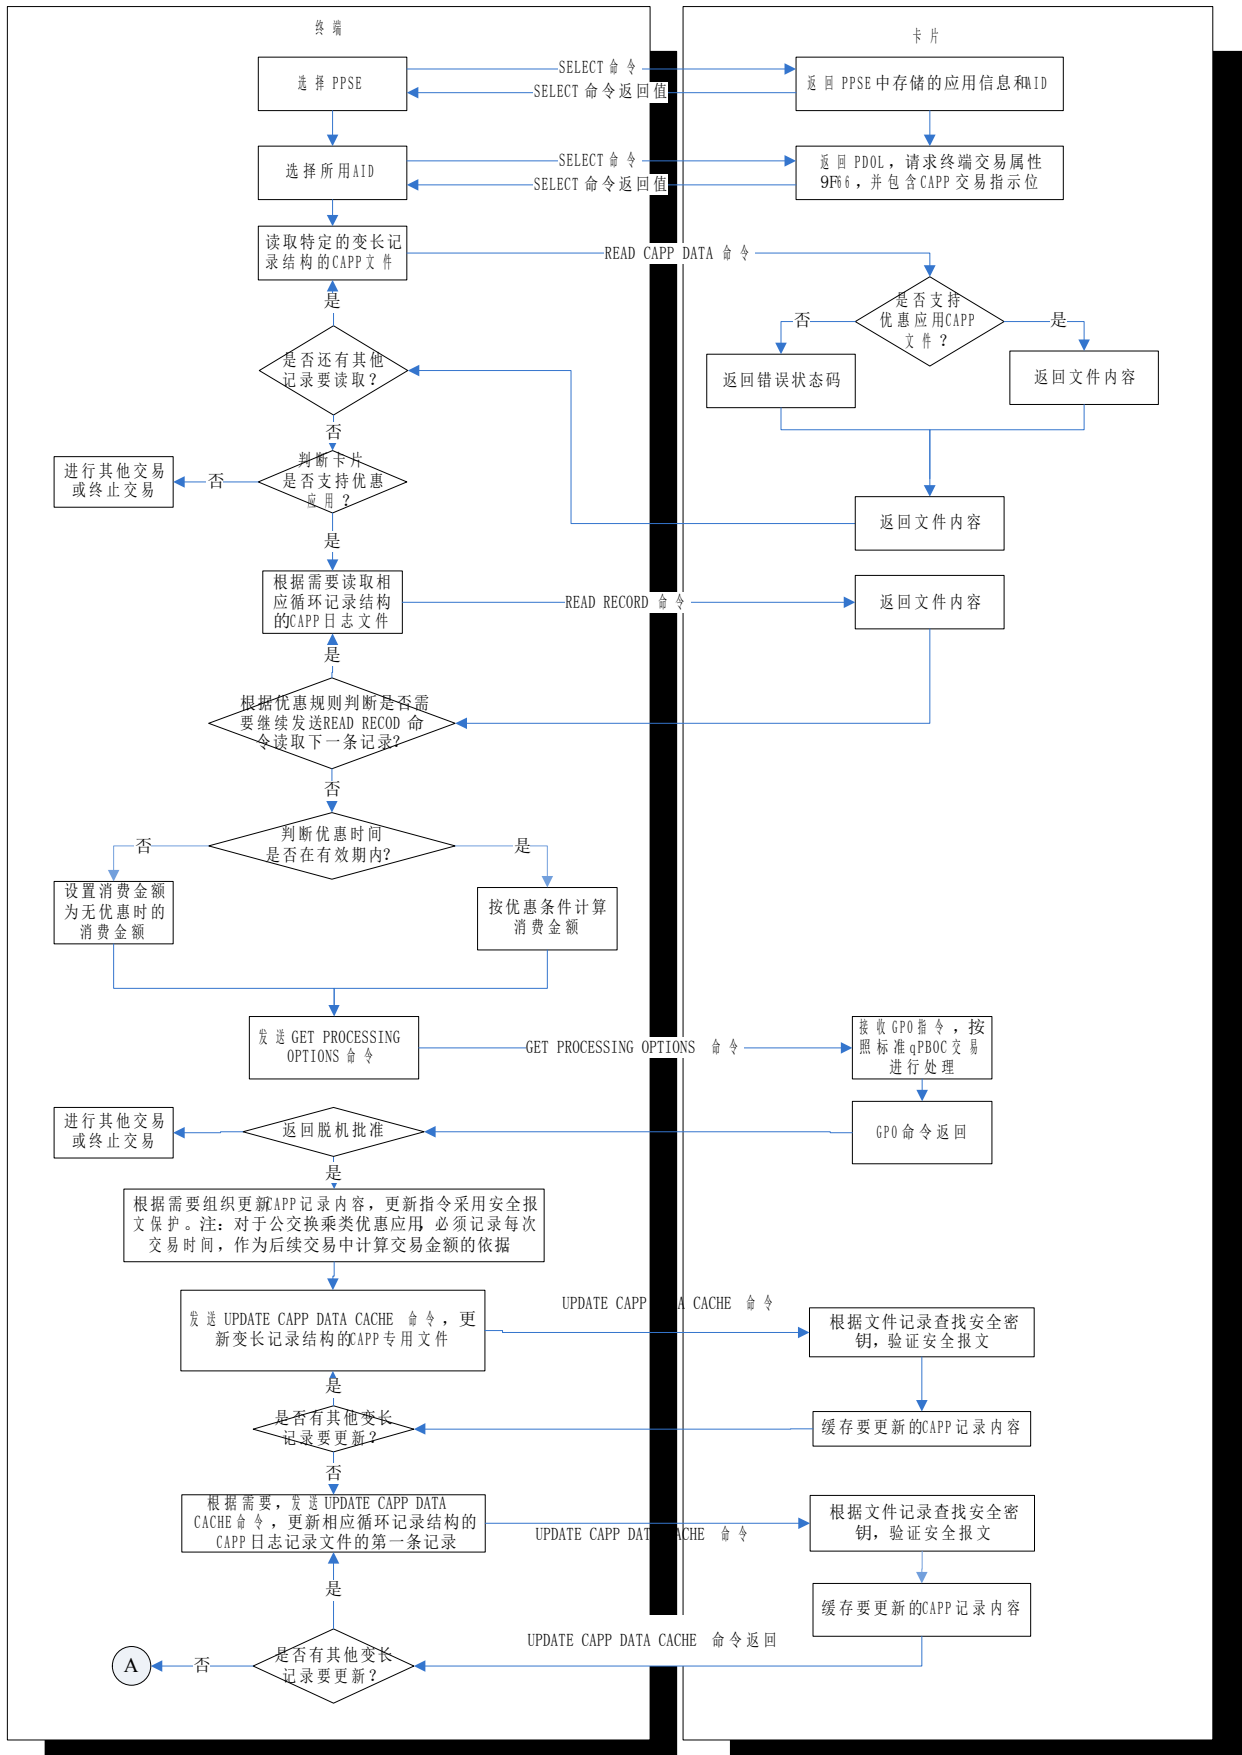 终端
卡片
选择 PPSE
SELECT 命令
SELECT 命令返回值
返回 PPSE中存储的应用信息和AID
选择所用AID
SELECT 命令
SELECT 命令返回值
返回 PDOL，请求终端交易属性
9F66，并包含CAPP 交易指示位
读取特定的变长记
录结构的CAPP文件
READ CAPP DATA 命令
是否支持
优惠应用CAPP
文件？
否
是
返回错误状态码
返回文件内容
是
是否还有其他
记录要读取？
否
判断卡片
是否支持优惠
应用？
否
进行其他交易
或终止交易
返回文件内容
是
根据需要读取相
应循环记录结构
的CAPP日志文件
READ RECORD 命令
返回文件内容
是
根据优惠规则判断是否需
要继续发送READ RECOD 命
令读取下一条记录？
否
判断优惠时间
是否在有效期内？
否
是
设置消费金额
为无优惠时的
消费金额
按优惠条件计算
消费金额
发送 GET PROCESSING
OPTIONS 命令
GET PROCESSING OPTIONS 命令
接收GPO指令，按
照标准qPBOC交易
进行处理
进行其他交易
或终止交易
返回脱机批准
GPO命令返回
是
根据需要组织更新CAPP记录内容，更新指令采用安全报
文保护。注：对于公交换乘类优惠应用，必须记录每次
交易时间，作为后续交易中计算交易金额的依据
发送 UPDATE CAPP DATA CACHE 命令，更
新变长记录结构的CAPP专用文件
UPDATE CAPP DATA CACHE 命令
根据文件记录查找安全密
钥，验证安全报文
是
是否有其他变长
记录要更新？
缓存要更新的CAPP记录内容
否
根据需要，发送UPDATE CAPP DATA
CACHE命令，更新相应循环记录结构的
CAPP日志记录文件的第一条记录
UPDATE CAPP DATA CACHE 命令
根据文件记录查找安全密
钥，验证安全报文
是
缓存要更新的CAPP记录内容
UPDATE CAPP DATA CACHE 命令返回
A
否
是否有其他变长
记录要更新？